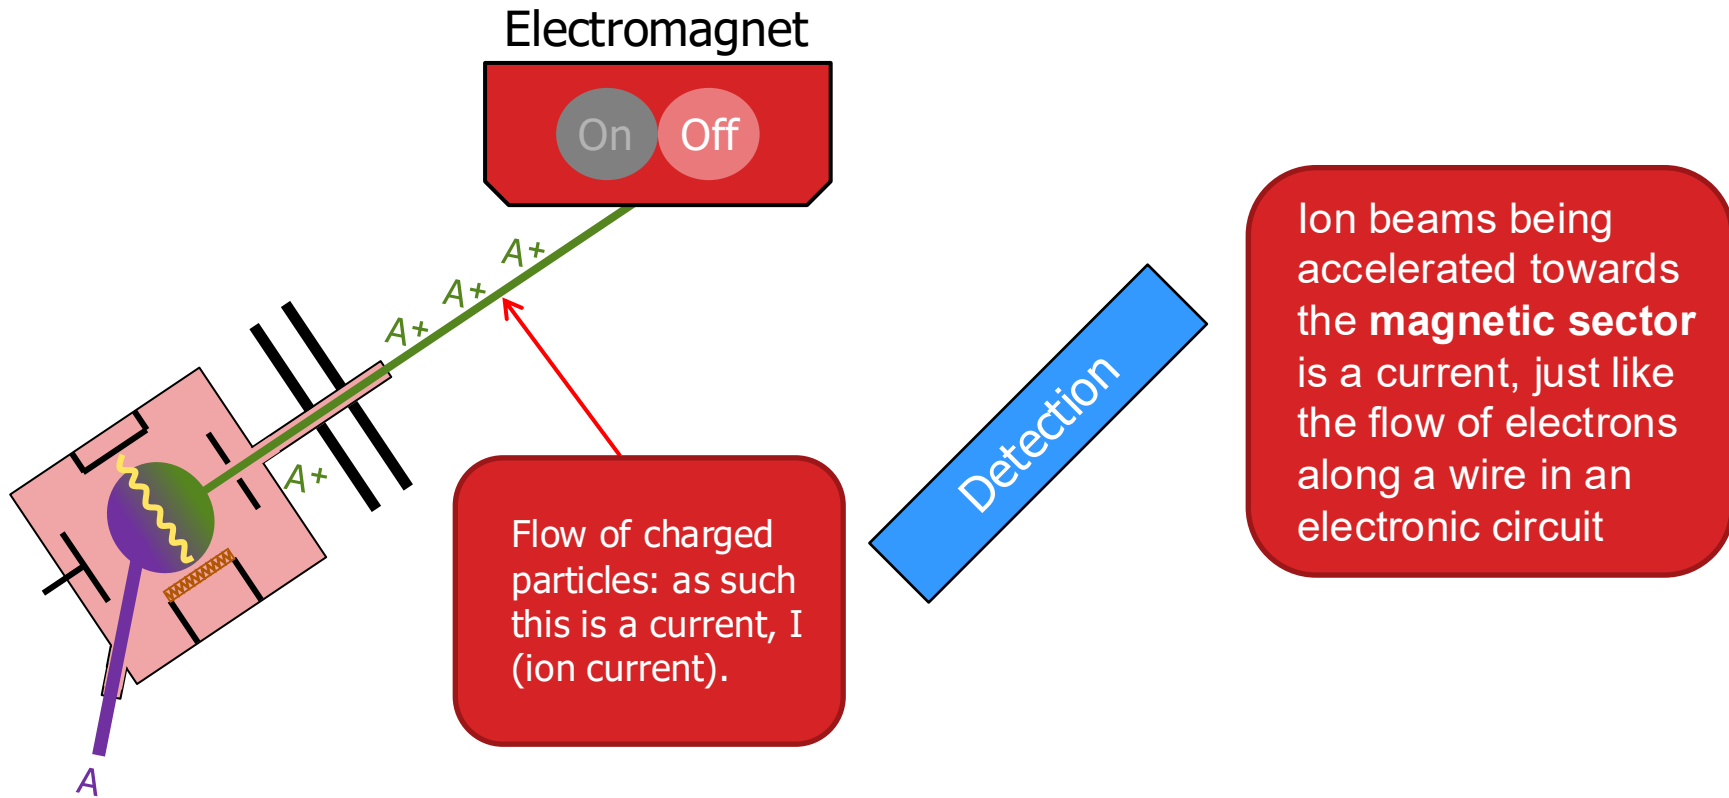 Electromagnet
On Off
A+
A+
A+
A+
A
Flow of charged
particles: as such
this is a current, I
(ion current).
Detection
Ion beams being
accelerated towards
the magnetic sector
is a current, just like
the flow of electrons
along a wire in an
electronic circuit